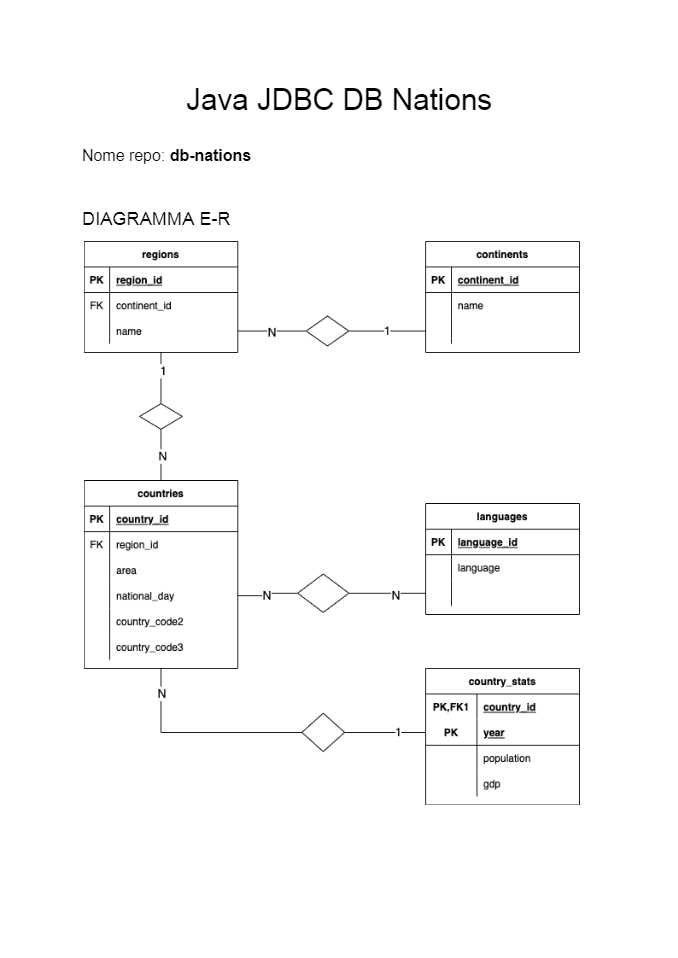 Java JDBC DB Nations
Nome repo: db-nations
DIAGRAMMA E-R
regions
PK region_id
FK continent_id
name
N
1
continents
PK continent_id
name
1
N
countries
PK country_id
FK region_id
area
national_day
country_code2
country_code3
N
N
languages
PK language_id
language
N
1
country_stats
PK,FK1 country_id
PK year
population
gdp